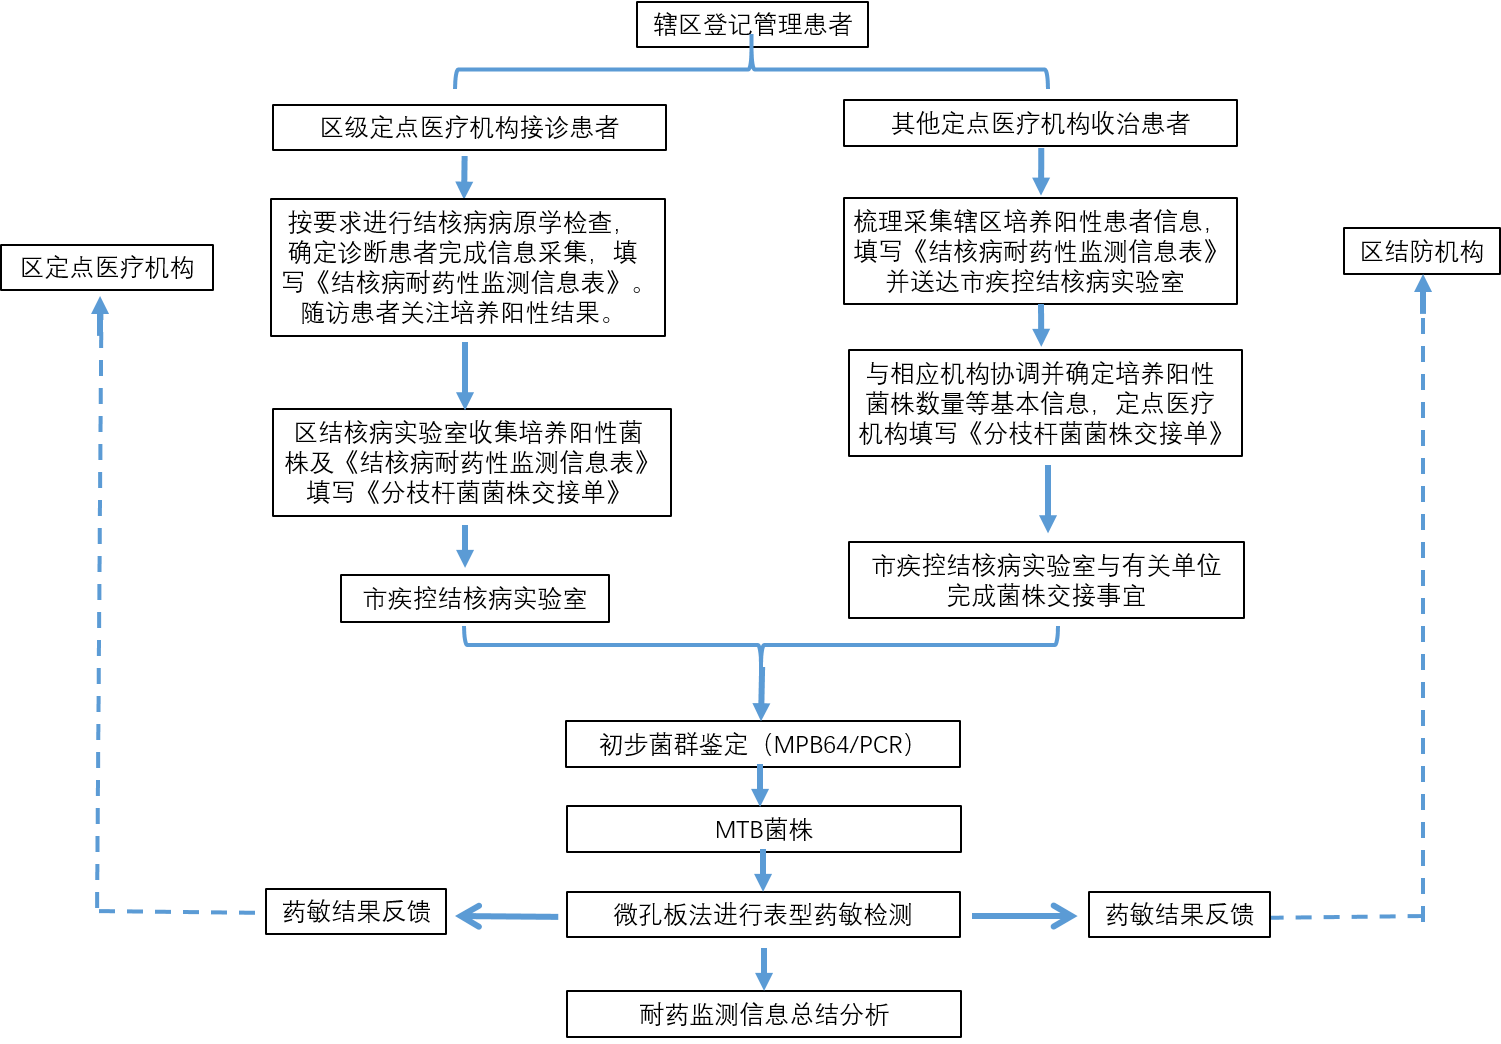 辖区登记管理患者
区级定点医疗机构接诊患者
其他定点医疗机构收治患者
按要求进行结核病病原学检查，
确定诊断患者完成信息采集，填
写《结核病耐药性监测信息表》。
随访患者关注培养阳性结果。
梳理采集辖区培养阳性患者信息，
填写《结核病耐药性监测信息表》
并送达市疾控结核病实验室
区定点医疗机构
区结防机构
与相应机构协调并确定培养阳性
菌株数量等基本信息，定点医疗
机构填写《分枝杆菌菌株交接单》
区结核病实验室收集培养阳性菌
株及《结核病耐药性监测信息表》
填写《分枝杆菌菌株交接单》
市疾控结核病实验室
市疾控结核病实验室与有关单位
完成菌株交接事宜
初步菌群鉴定（MPB64/PCR）
MTB菌株
药敏结果反馈
微孔板法进行表型药敏检测
药敏结果反馈
耐药监测信息总结分析